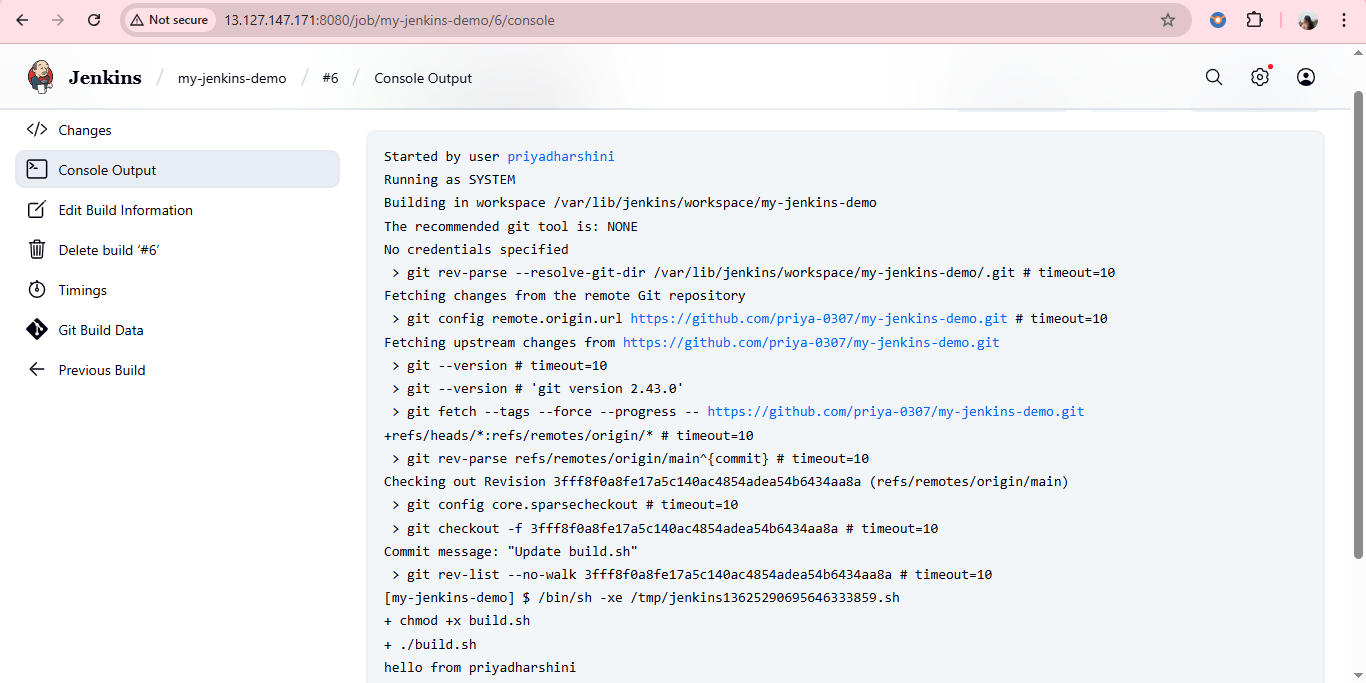 Not secure 13.127.147.171:8080/job/my-jenkins-demo/6/console
Jenkins / my-jenkins-demo / #6 / Console Output
Changes
Console Output
Edit Build Information
Delete build ‘#6’
Timings
Git Build Data
Previous Build
Started by user priyadharshini
Running as SYSTEM
Building in workspace /var/lib/jenkins/workspace/my-jenkins-demo
The recommended git tool is: NONE
No credentials specified
> git rev-parse --resolve-git-dir /var/lib/jenkins/workspace/my-jenkins-demo/.git # timeout=10
Fetching changes from the remote Git repository
> git config remote.origin.url https://github.com/priya-0307/my-jenkins-demo.git # timeout=10
Fetching upstream changes from https://github.com/priya-0307/my-jenkins-demo.git
> git --version # timeout=10
> git --version # 'git version 2.43.0'
> git fetch --tags --force --progress -- https://github.com/priya-0307/my-jenkins-demo.git
+refs/heads/*:refs/remotes/origin/* # timeout=10
> git rev-parse refs/remotes/origin/main^{commit} # timeout=10
Checking out Revision 3fff8f0a8fe17a5c140ac4854adea54b6434aa8a (refs/remotes/origin/main)
> git config core.sparsecheckout # timeout=10
> git checkout -f 3fff8f0a8fe17a5c140ac4854adea54b6434aa8a # timeout=10
Commit message: "Update build.sh"
> git rev-list --no-walk 3fff8f0a8fe17a5c140ac4854adea54b6434aa8a # timeout=10
[my-jenkins-demo] $ /bin/sh -xe /tmp/jenkins13625290695646333859.sh
+ chmod +x build.sh
+ ./build.sh
hello from priyadharshini